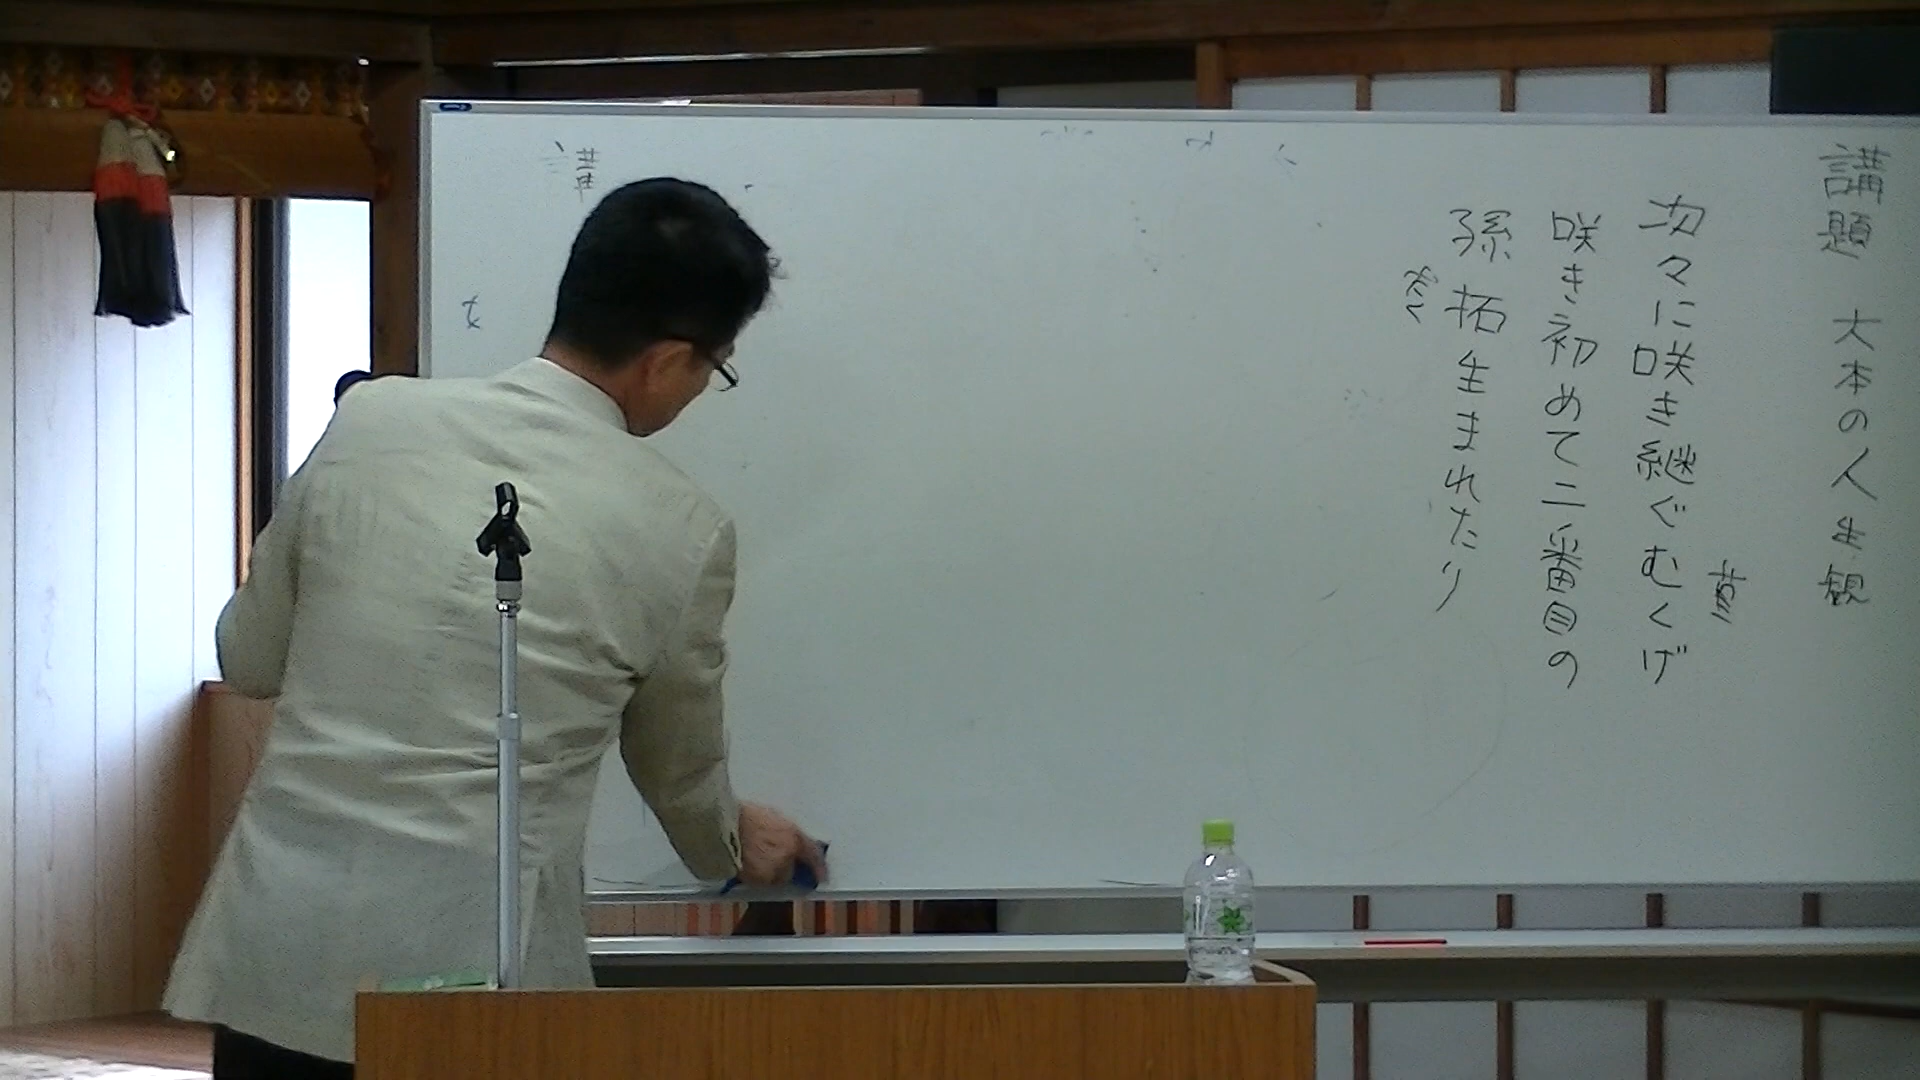 講題 大本の人生観
次々に咲き継ぐむくげ
咲き初めて二番目の
孫 拓生まれたり
講